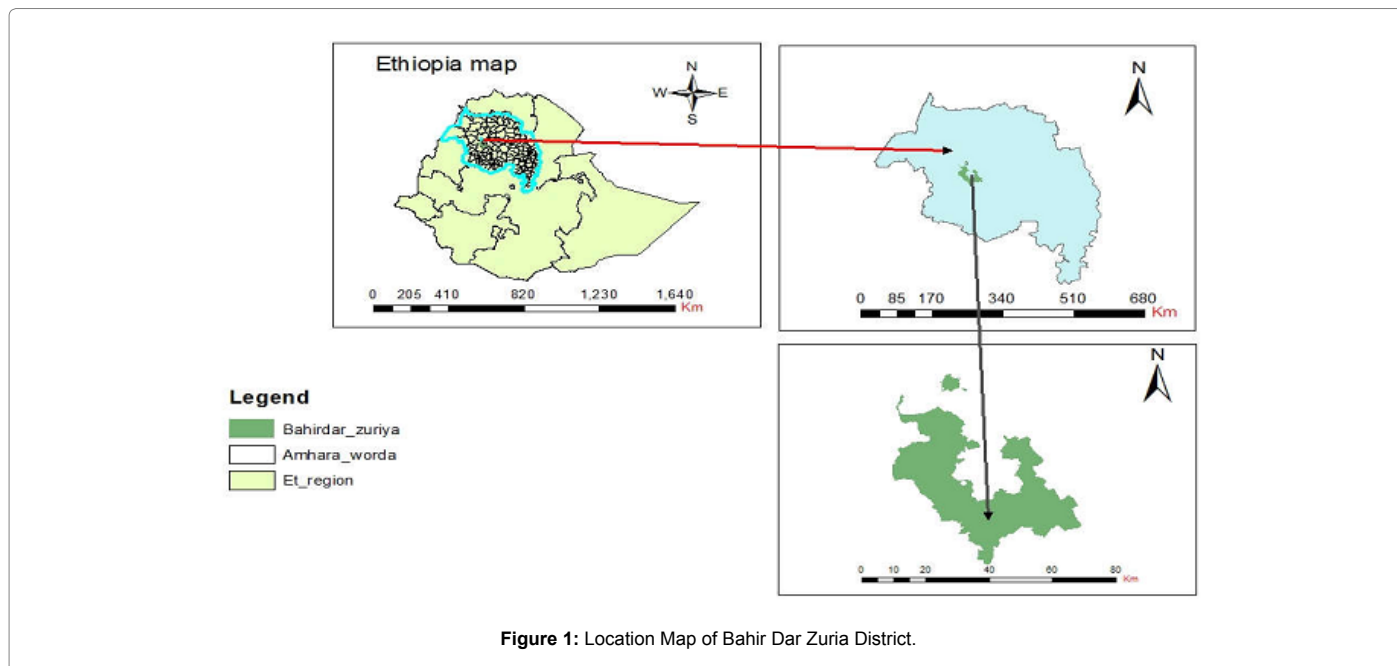 Ethiopia map
N
W E
S
0 205 410 820 1,230 1,640
Km
N
0 85 170 340 510 680
Km
N
0 10 20 40 60 80
Km
Legend
Bahirdar_zuriya
Amhara_worda
Et_region
Figure 1: Location Map of Bahir Dar Zuria District.